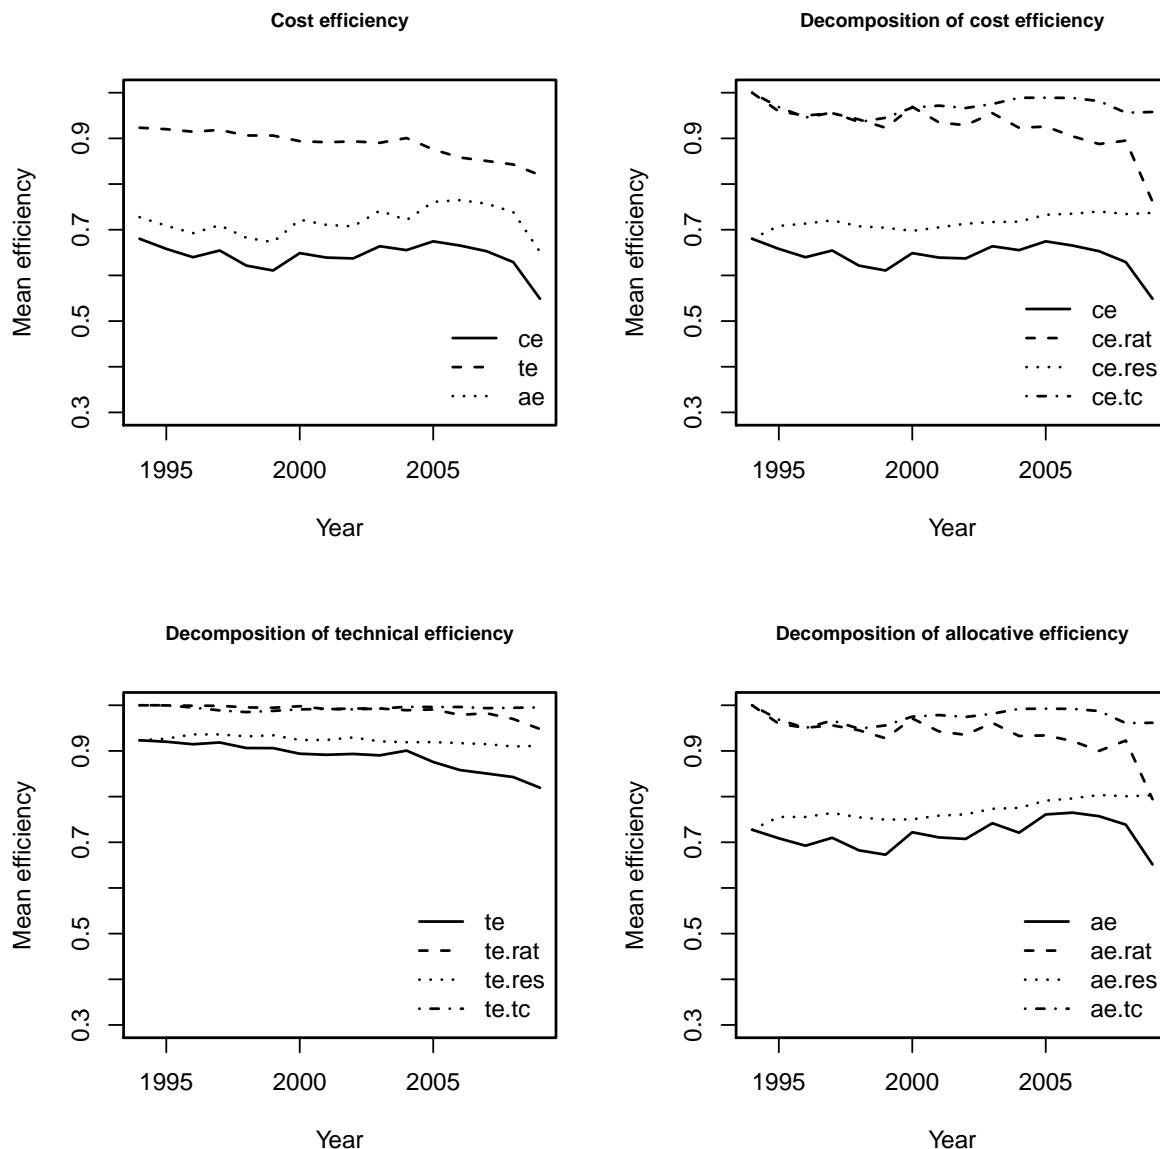 Cost efficiency
Mean efficiency
0.3 0.5 0.7 0.9
ce
te
ae
1995 2000 2005
Year
Decomposition of cost efficiency
Mean efficiency
0.3 0.5 0.7 0.9
ce
ce.rat
ce.res
ce.tc
1995 2000 2005
Year
Decomposition of technical efficiency
Mean efficiency
0.3 0.5 0.7 0.9
te
te.rat
te.res
te.tc
1995 2000 2005
Year
Decomposition of allocative efficiency
Mean efficiency
0.3 0.5 0.7 0.9
ae
ae.rat
ae.res
ae.tc
1995 2000 2005
Year